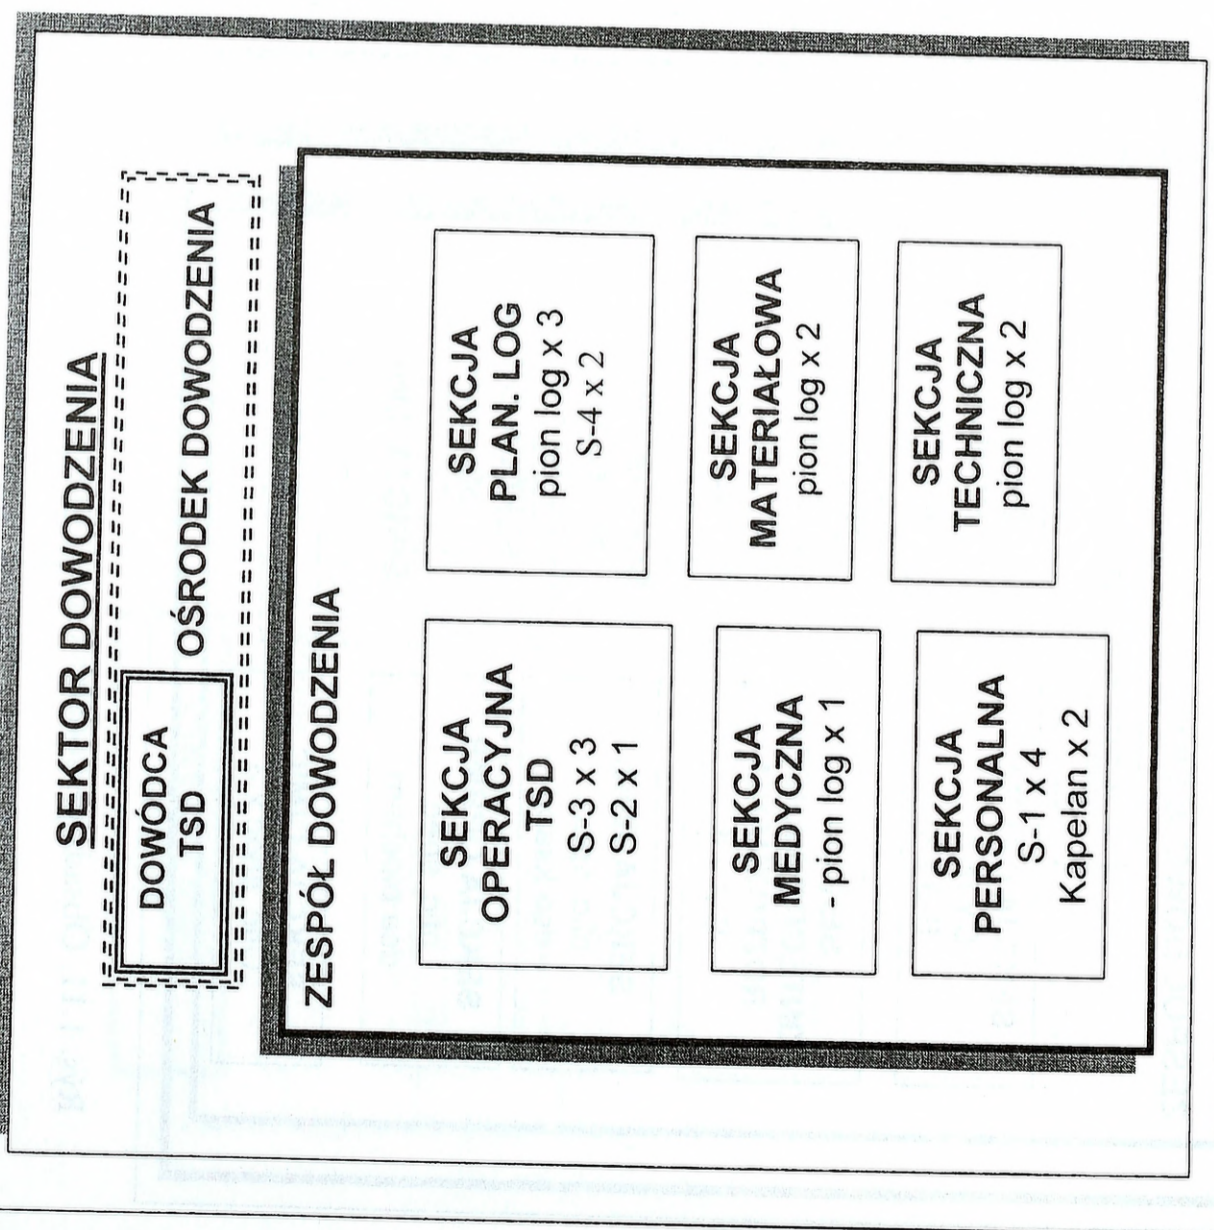 SEKTOR DOWODZENIA
DOWÓDCA
TSD
OŚRODEK DOWODZENIA
ZESPÓŁ DOWODZENIA
SEKCJA
OPERACYJNA
TSD
S-3 x 3
S-2 x 1
SEKCJA
PLAN. LOG
pion log x 3
S-4 x 2
SEKCJA
MEDYCZNA
- pion log x 1
SEKCJA
MATERIAŁOWA
pion log x 2
SEKCJA
PERSONALNA
S-1 x 4
Kapelan x 2
SEKCJA
TECHNICZNA
pion log x 2